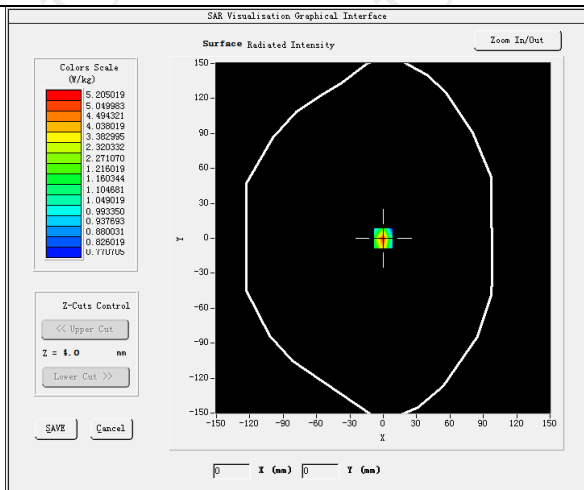 SAR Visualisation Graphical Interface
Surface Radiated Intensity
Zoom In/Out
Colors Scale
(W/kg)
5.205019
5.049983
4.494321
4.038019
3.382995
2.320332
2.271070
1.216019
1.160344
1.104681
1.049019
0.993350
0.937693
0.880031
0.826019
0.770705
Z-Cuts Control
<< Upper Cut
Z = 4.0 mm
Lower Cut >>
SAVE Cancel
Y
150
120
90
60
30
0
-30
-60
-90
-120
-150
-150 -120 -90 -60 -30 0 30 60 90 120 150
X
0 X (mm) 0 Y (mm)